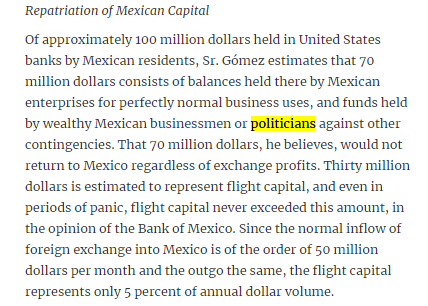 Repatriation of Mexican Capital
Of approximately 100 million dollars held in United States
banks by Mexican residents, Sr. Gómez estimates that 70
million dollars consists of balances held there by Mexican
enterprises for perfectly normal business uses, and funds held
by wealthy Mexican businessmen or politicians against other
contingencies. That 70 million dollars, he believes, would not
return to Mexico regardless of exchange profits. Thirty million
dollars is estimated to represent flight capital, and even in
periods of panic, flight capital never exceeded this amount, in
the opinion of the Bank of Mexico. Since the normal inflow of
foreign exchange into Mexico is of the order of 50 million
dollars per month and the outgo the same, the flight capital
represents only 5 percent of annual dollar volume.